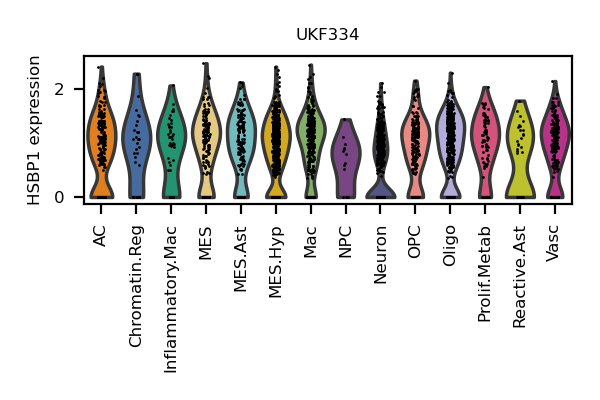 UKF334
HSBP1 expression
2
0
AC
Chromatin.Reg
Inflammatory.Mac
MES
MES.Ast
MES.Hyp
Mac
NPC
Neuron
OPC
Oligo
Prolif.Metab
Reactive.Ast
Vasc